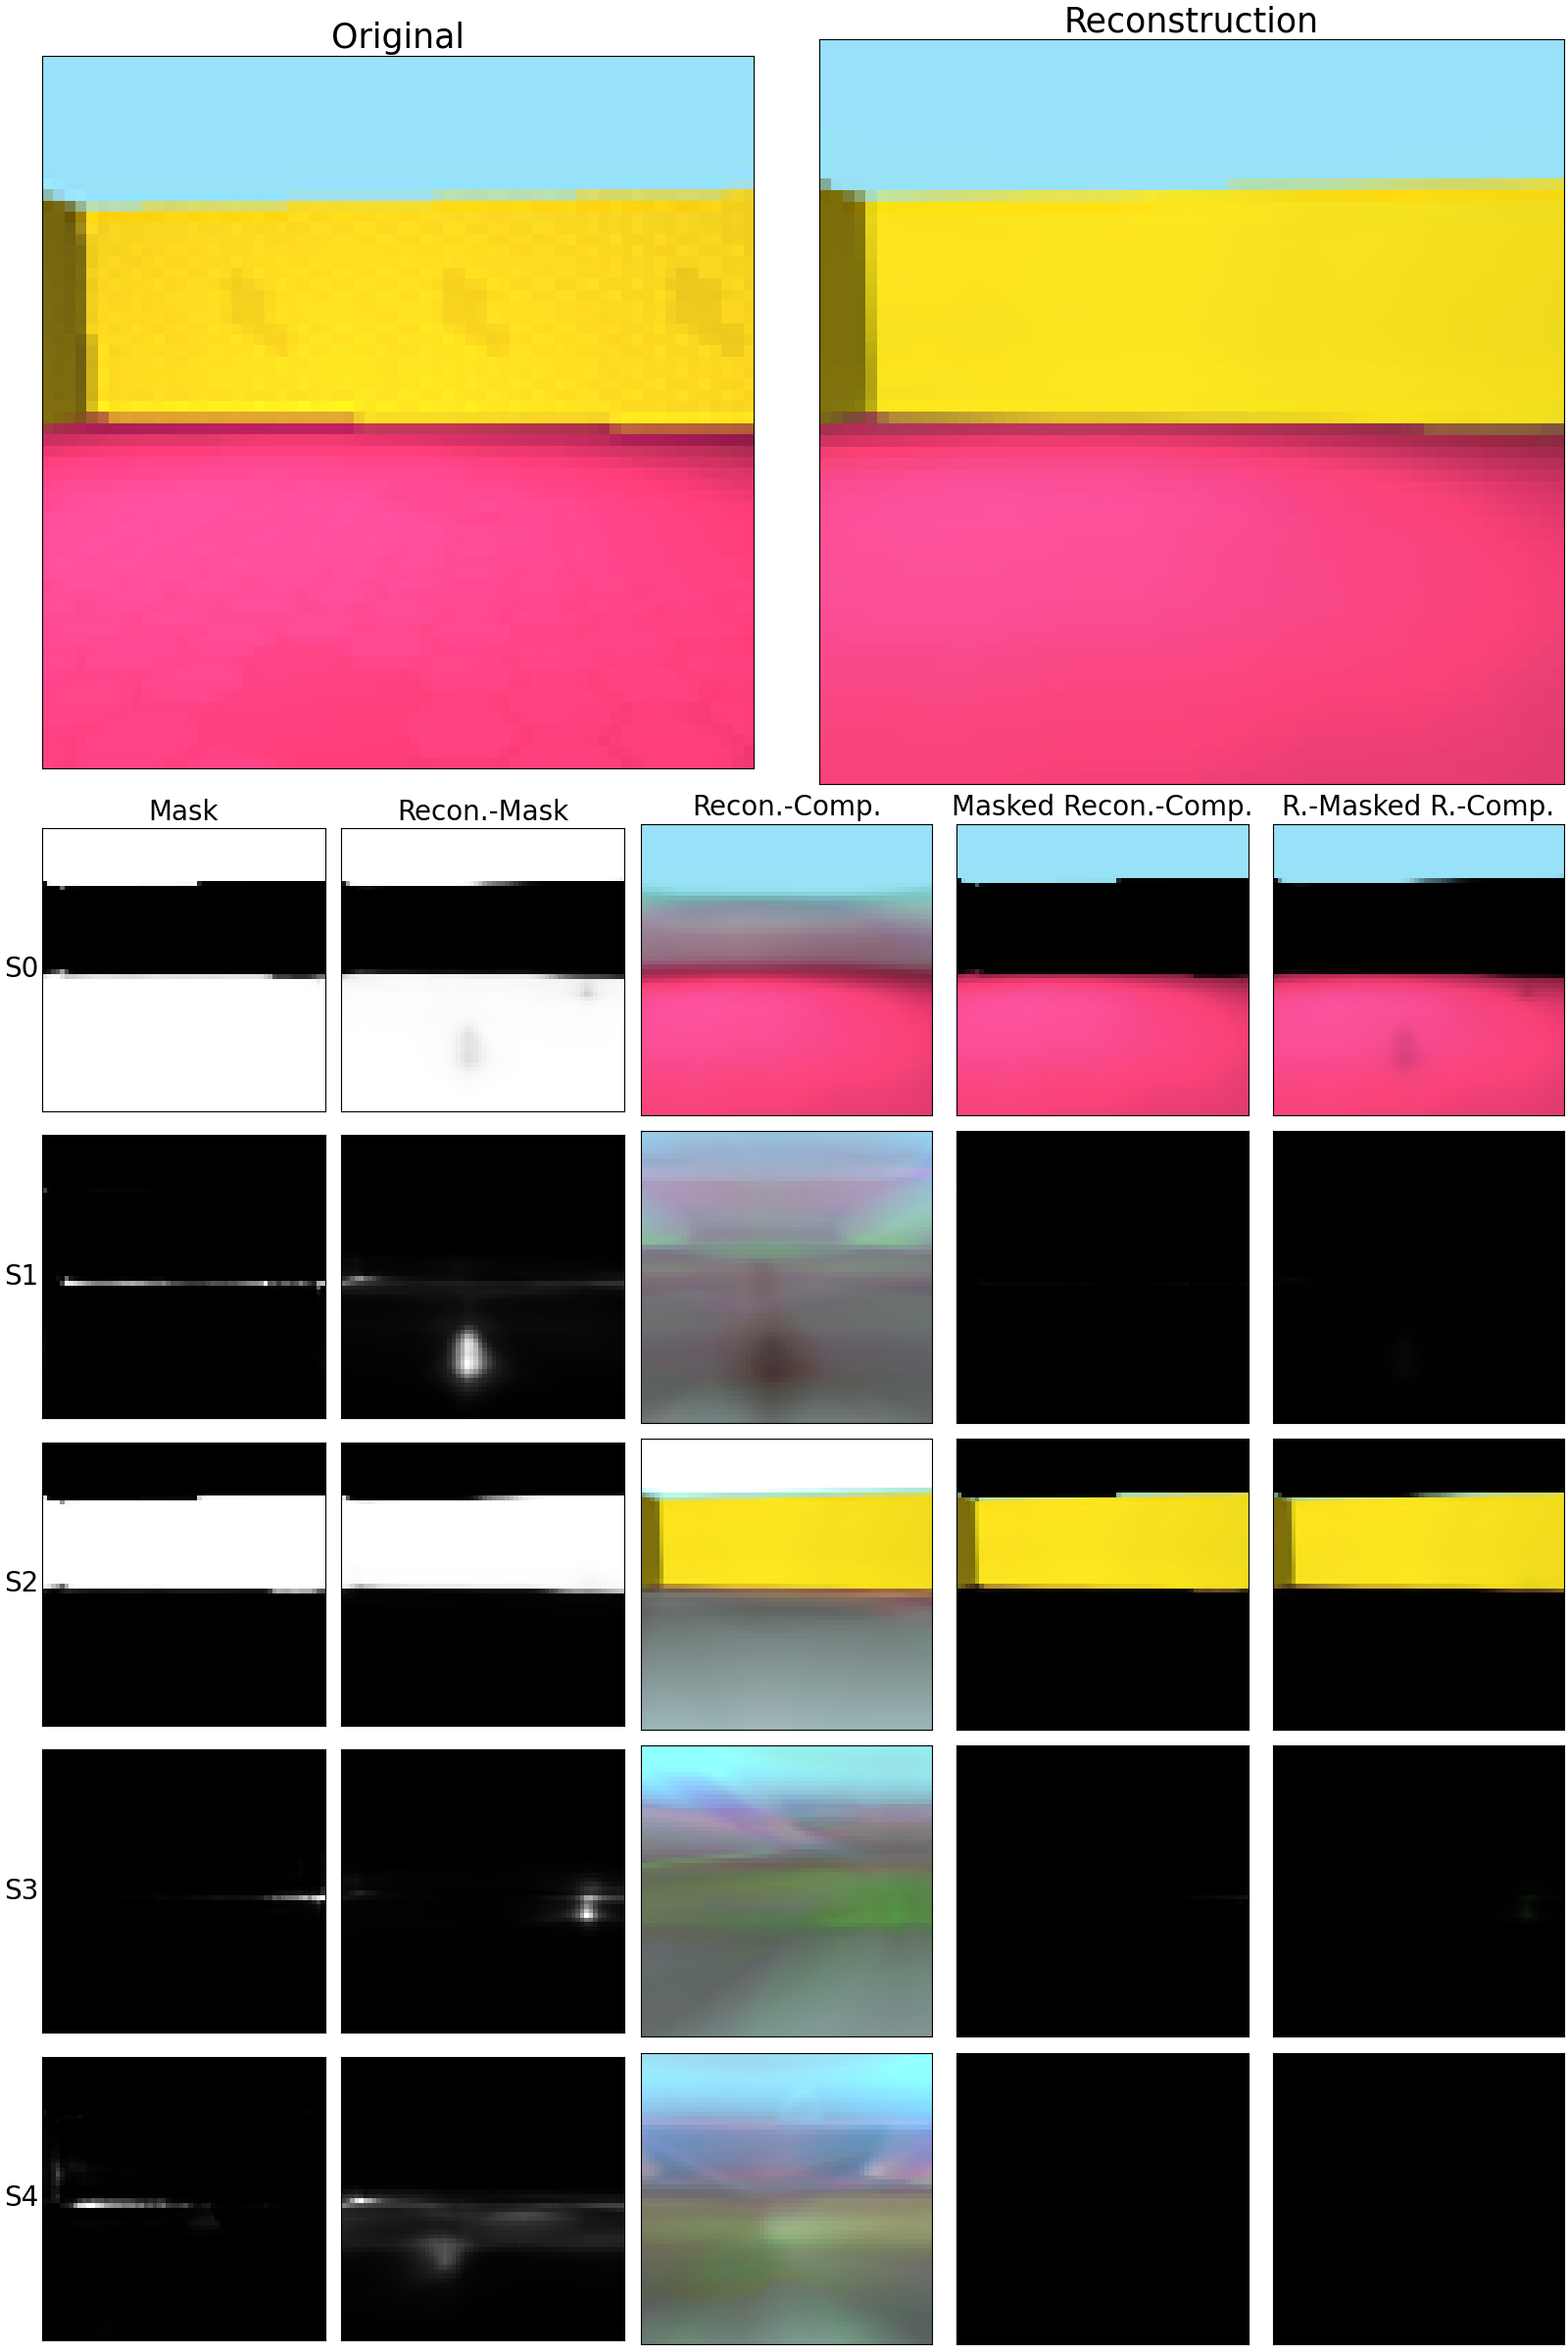 Original
Reconstruction
Mask
Recon.-Mask
Recon.-Comp.
Masked Recon.-Comp.
R.-Masked R.-Comp.
S0
S1
S2
S3
S4